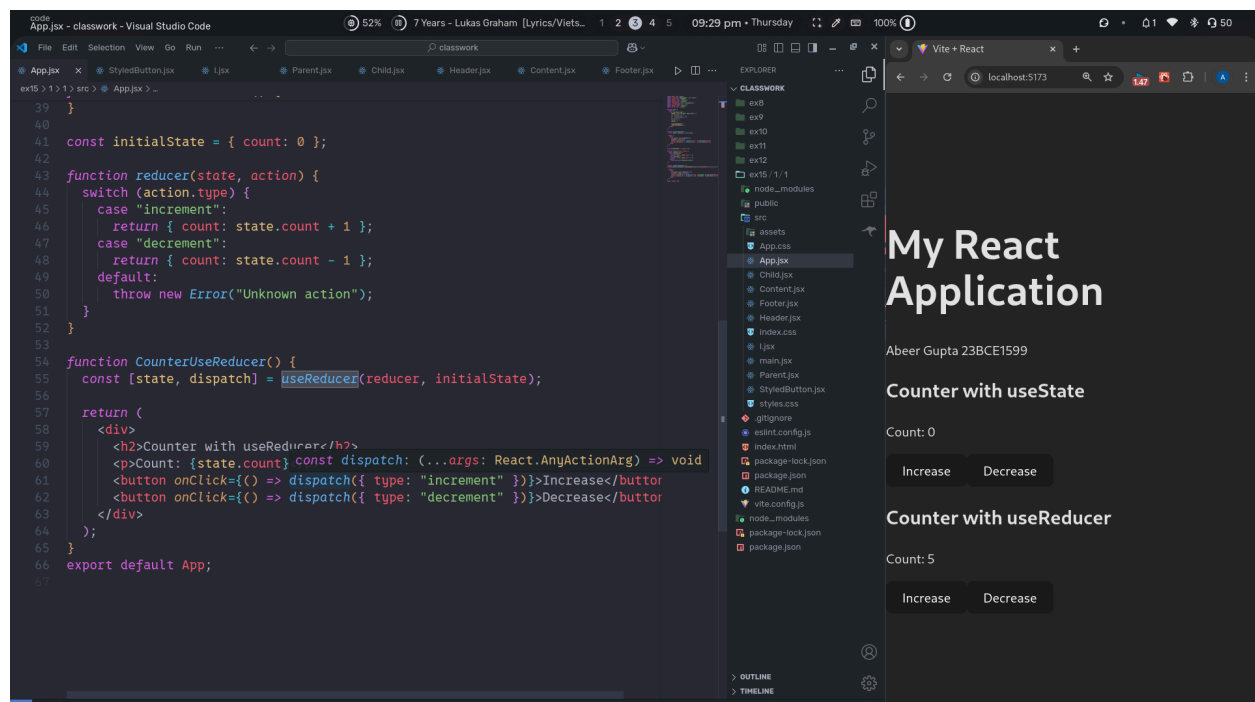 code
App.jsx - classwork - Visual Studio Code
52%
7 Years - Lukas Graham [Lyrics/Viets...
1 2 3 4 5
09:29 pm • Thursday
100%
1
50
File Edit Selection View Go Run ...
classwork
App.jsx
StyledButton.jsx
I.jsx
Parent.jsx
Child.jsx
Header.jsx
Content.jsx
Footer.jsx
ex15 > 1 > 1 > src > App.jsx > ...
39 }
40
41 const initialState = { count: 0 };
42
43 function reducer(state, action) {
44 switch (action.type) {
45 case "increment":
46 return { count: state.count + 1 };
47 case "decrement":
48 return { count: state.count - 1 };
49 default:
50 throw new Error("Unknown action");
51 }
52 }
53
54 function CounterUseReducer() {
55 const [state, dispatch] = useReducer(reducer, initialState);
56
57 return (
58 <div>
59 <h2>Counter with useReducer</h2>
60 <p>Count: {state.count}
const dispatch: (...args: React.AnyActionArg) => void
61 <button onClick={() => dispatch({ type: "increment" })}>Increase</button
62 <button onClick={() => dispatch({ type: "decrement" })}>Decrease</button
63 </div>
64 );
65 }
66 export default App;
67
EXPLORER
CLASSWORK
ex8
ex9
ex10
ex11
ex12
ex15 / 1 / 1
node_modules
public
src
assets
App.css
App.jsx
Child.jsx
Content.jsx
Footer.jsx
Header.jsx
index.css
I.jsx
main.jsx
Parent.jsx
StyledButton.jsx
styles.css
.gitignore
eslint.config.js
index.html
package-lock.json
package.json
README.md
vite.config.js
node_modules
package-lock.json
package.json
OUTLINE
TIMELINE
Vite + React
localhost:5173
1.47
A
My React
Application
Abeer Gupta 23BCE1599
Counter with useState
Count: 0
Increase Decrease
Counter with useReducer
Count: 5
Increase Decrease